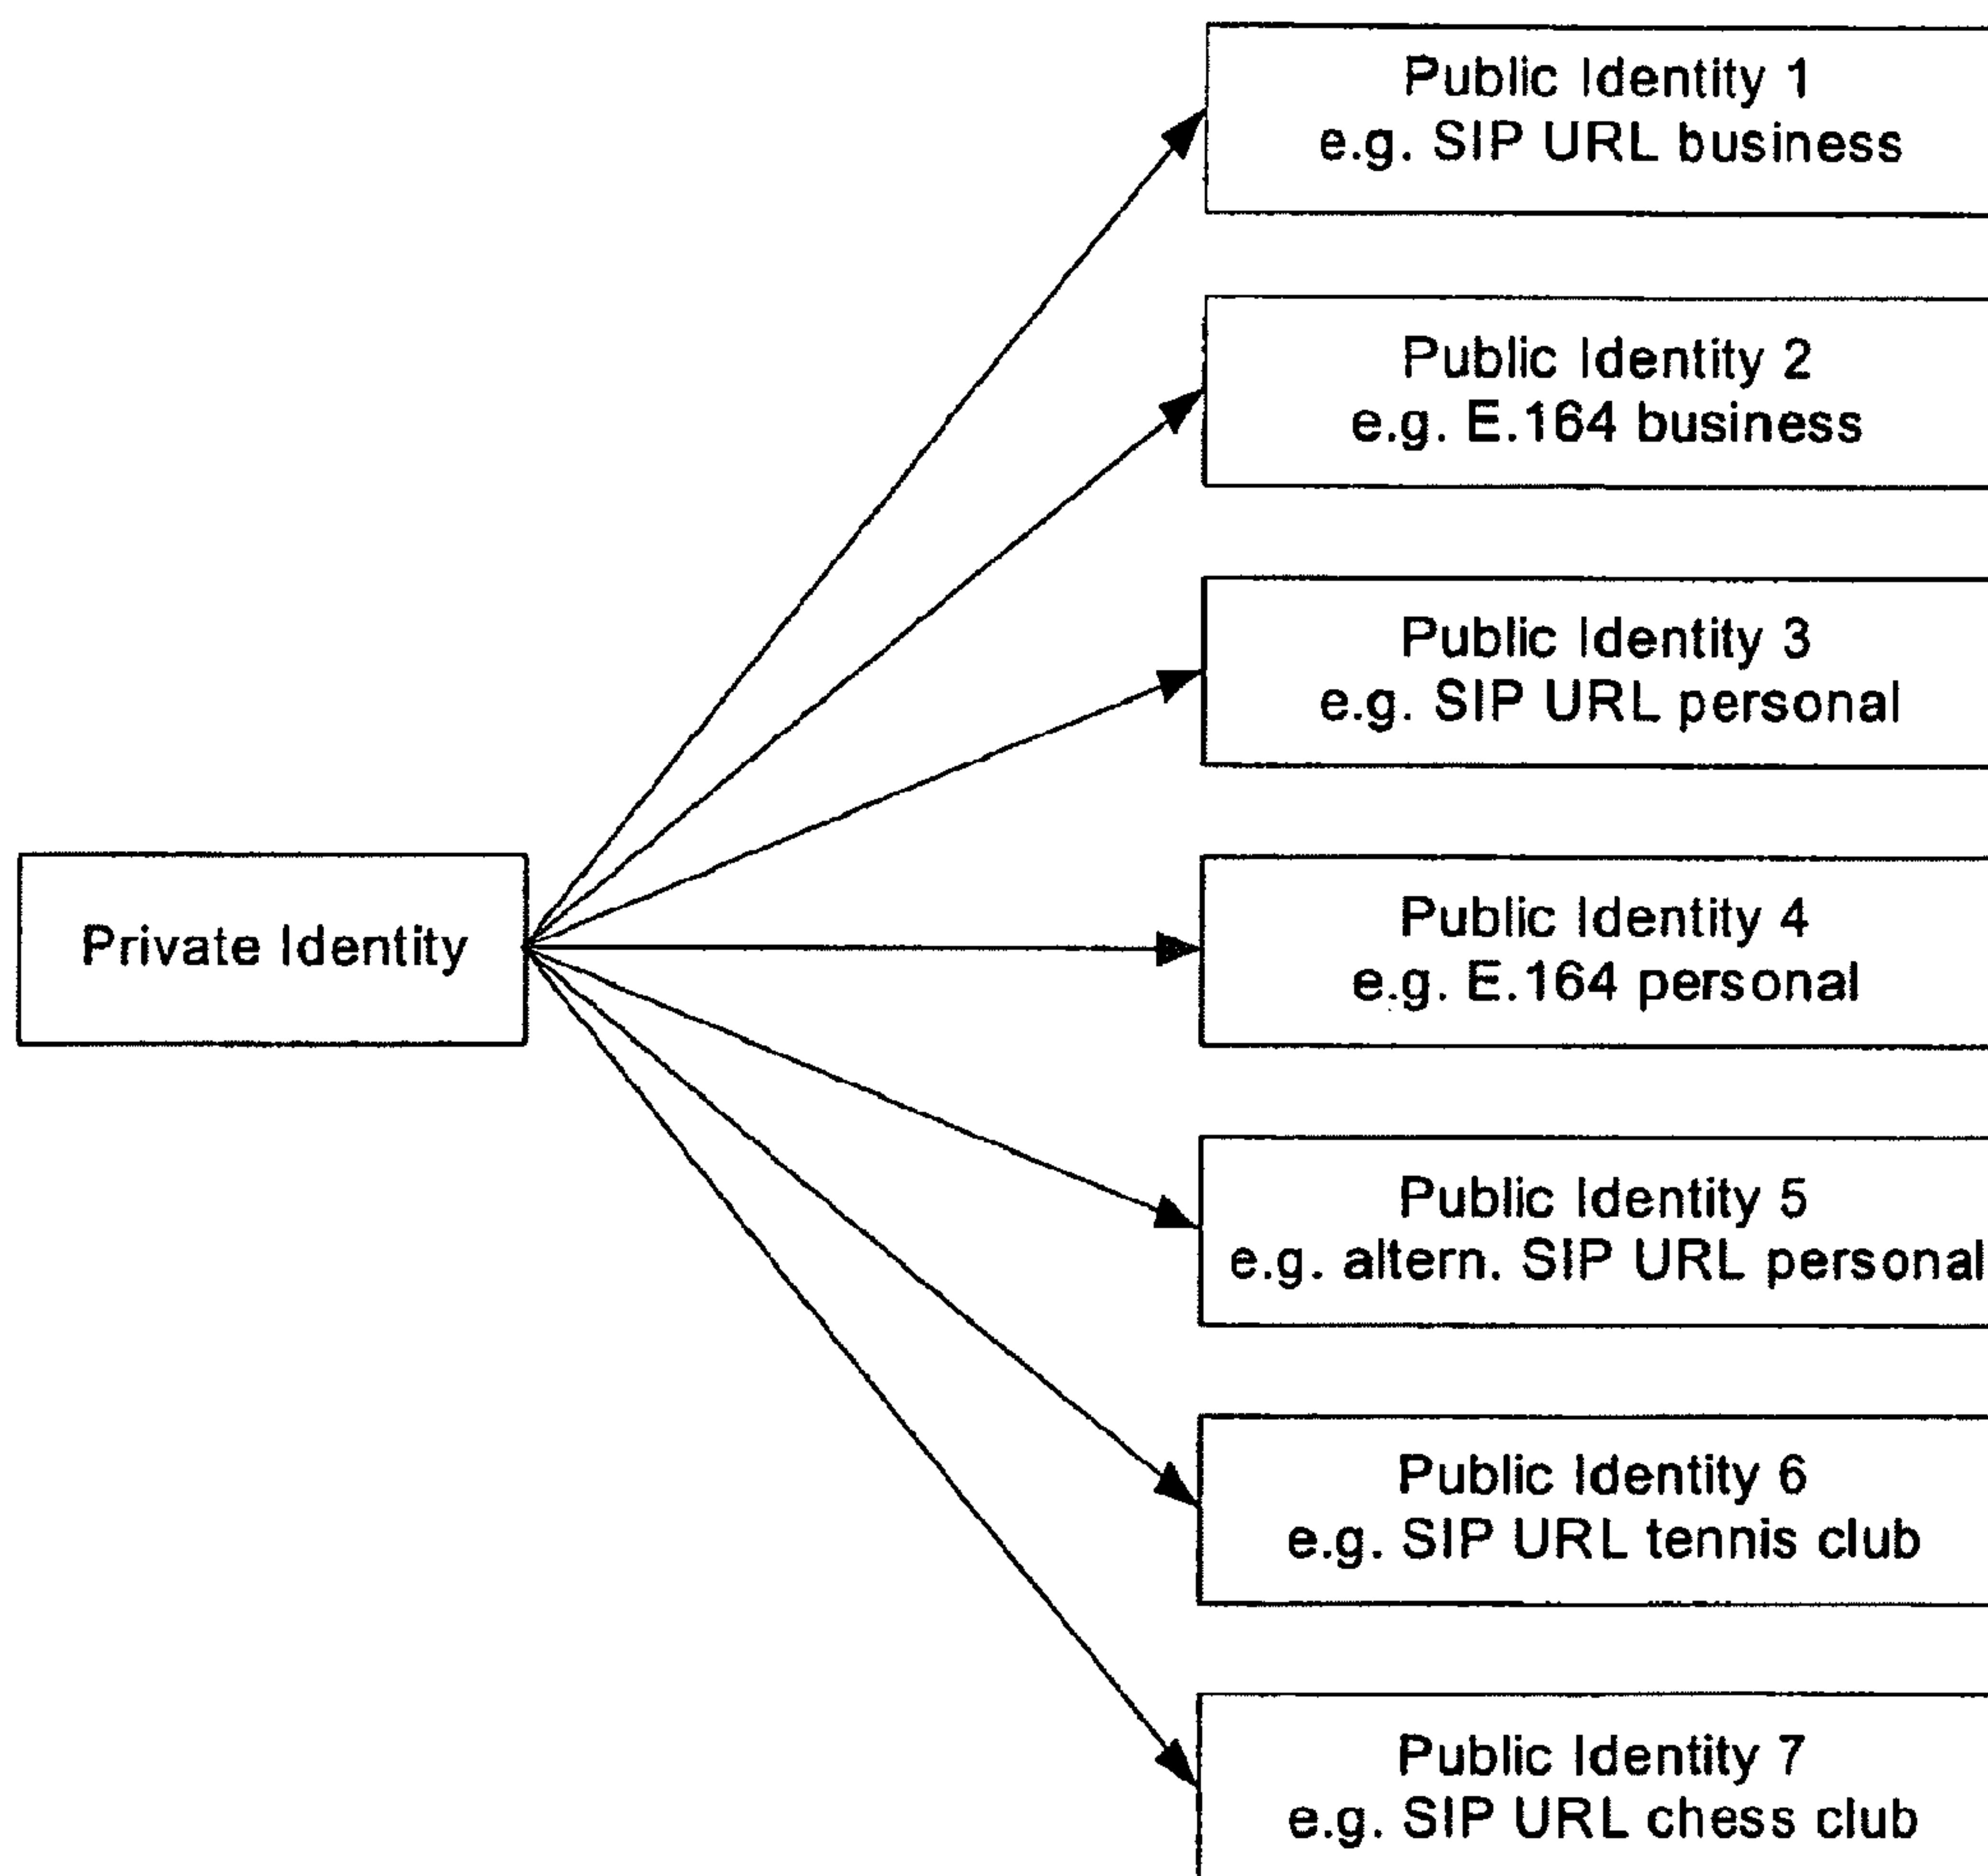 Public Identity 1
e.g. SIP URL business
Public Identity 2
e.g. E.164 business
Public Identity 3
e.g. SIP URL personal
Private Identity
Public Identity 4
e.g. E.164 personal
Public Identity 5
e.g. altern. SIP URL personal
Public Identity 6
e.g. SIP URL tennis club
Public Identity 7
e.g. SIP URL chess club